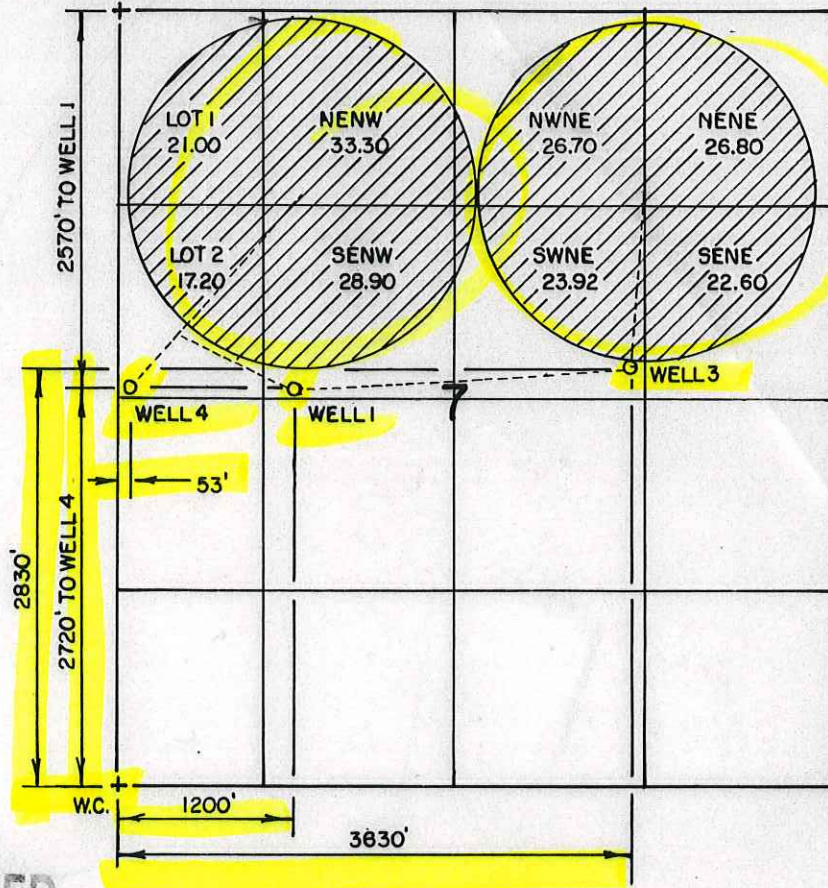 LOT 1
21.00
NENW
33.30
NWNE
26.70
NENE
26.80
2570' TO WELL 1
LOT 2
17.20
SENW
28.90
SWNE
23.92
SENE
22.60
WELL 4
WELL 1
7
WELL 3
53'
2830'
2720' TO WELL 4
W.C.
1200'
3630'